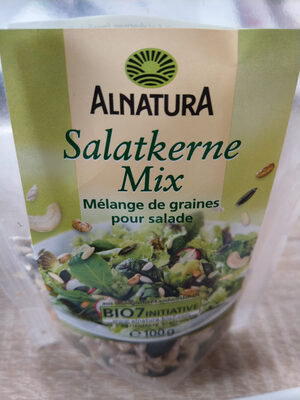 ALNATURA
Salatkerne
Mix
Mélange de graines
pour salade
BIO7INITIATIVE
℮100g